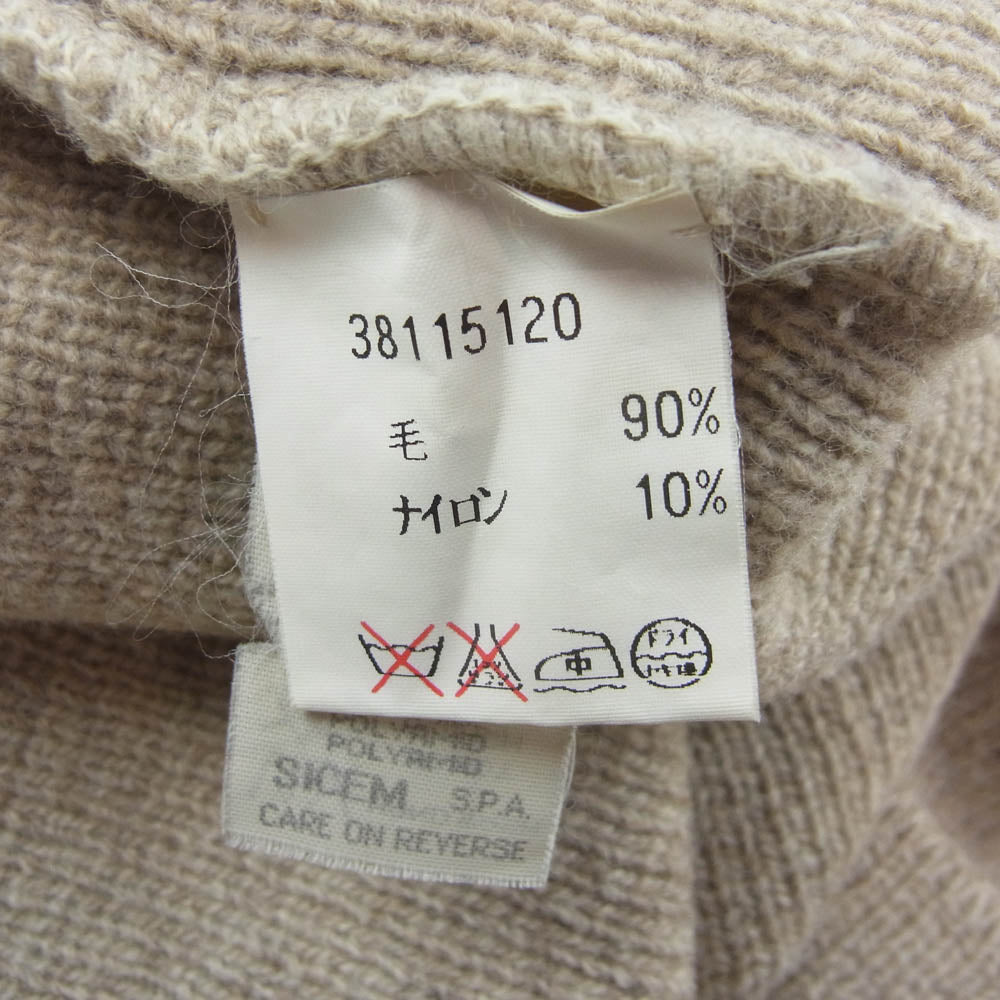 38115120
毛 90%
ナイロン 10%
中 ドライ
POLYAMID
SICEM S.P.A.
CARE ON REVERSE